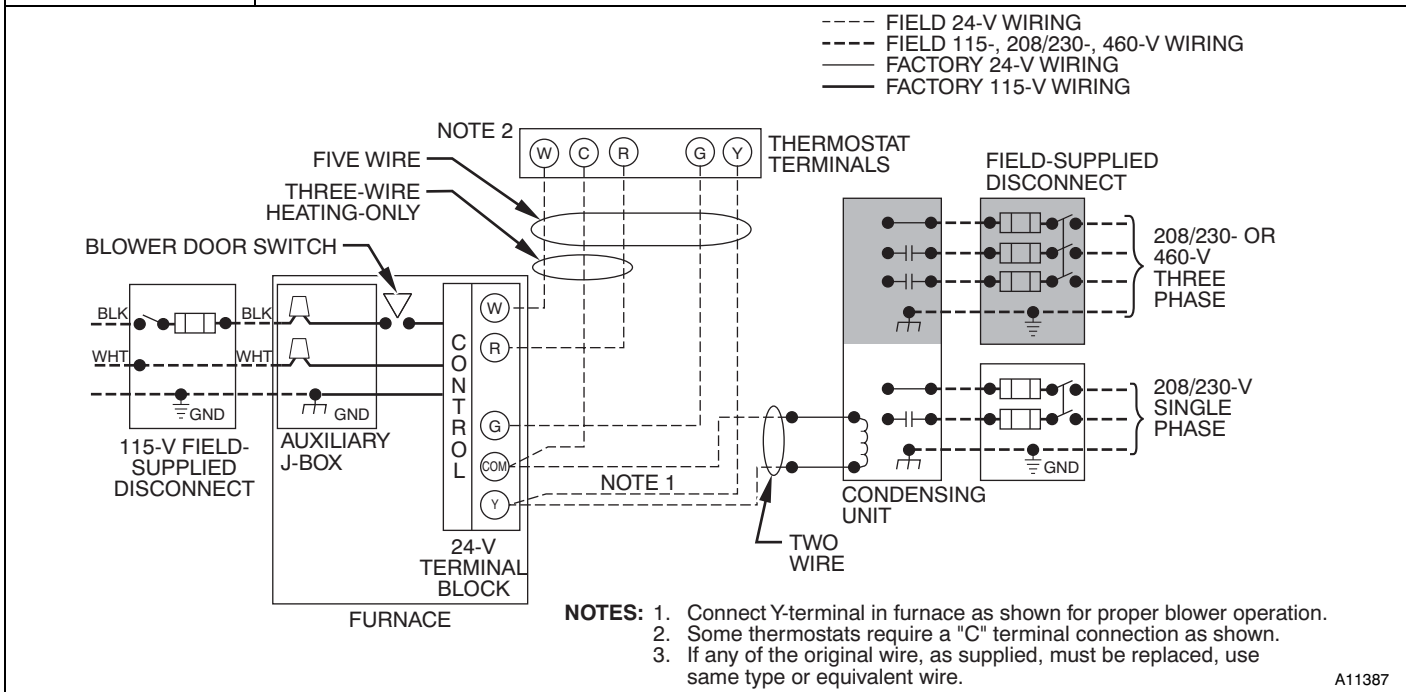 FIELD 24-V WIRING
FIELD 115-, 208/230-, 460-V WIRING
FACTORY 24-V WIRING
FACTORY 115-V WIRING
NOTE 2
W C R G Y
THERMOSTAT
TERMINALS
FIVE WIRE
THREE-WIRE
HEATING-ONLY
BLOWER DOOR SWITCH
FIELD-SUPPLIED
DISCONNECT
208/230- OR
460-V
THREE
PHASE
BLK
BLK
WHT
WHT
GND
GND
115-V FIELD-
SUPPLIED
DISCONNECT
AUXILIARY
J-BOX
CONTROL
W
R
G
COM
Y
24-V
TERMINAL
BLOCK
FURNACE
NOTE 1
TWO
WIRE
CONDENSING
UNIT
208/230-V
SINGLE
PHASE
GND
NOTES: 1. Connect Y-terminal in furnace as shown for proper blower operation.
2. Some thermostats require a "C" terminal connection as shown.
3. If any of the original wire, as supplied, must be replaced, use
same type or equivalent wire.
A11387